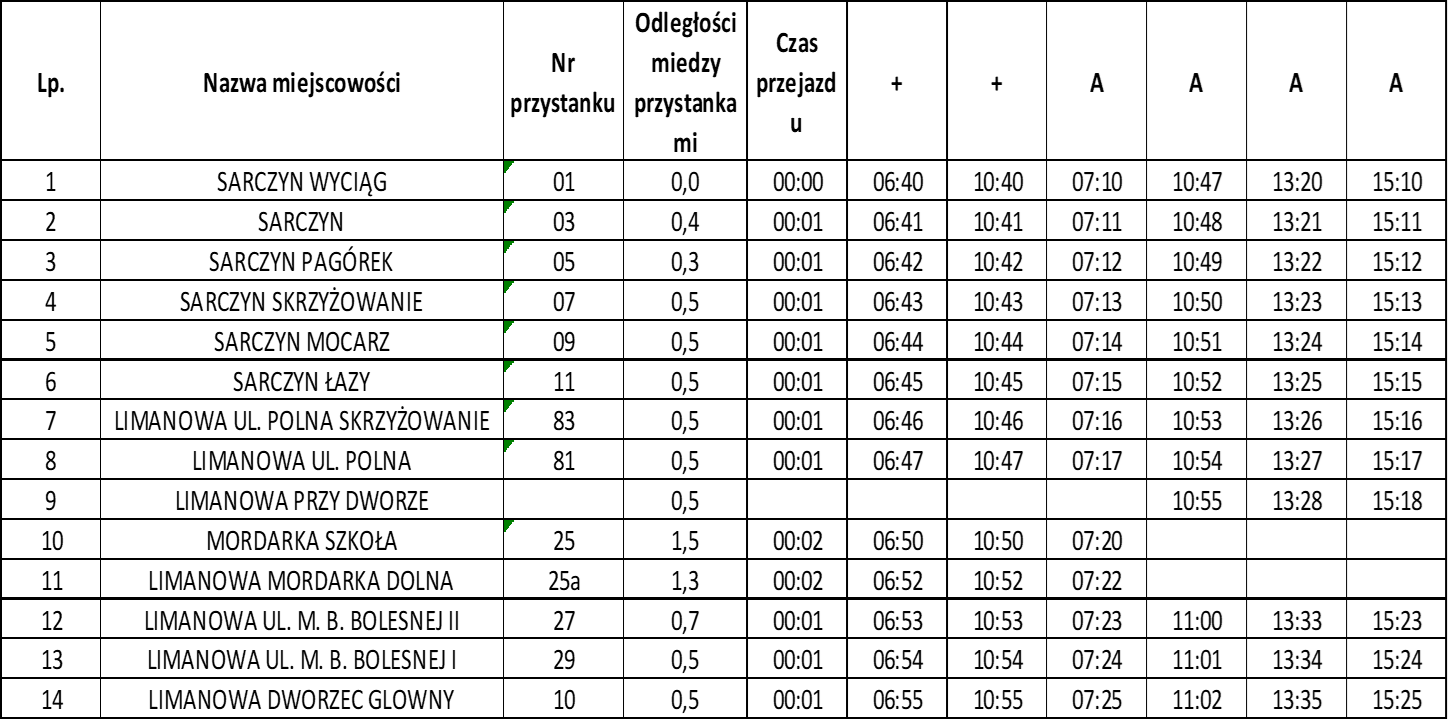 Lp. Nazwa miejscowości Nr przystanku Odległości miedzy przystankami Czas przejazdu + + A A A A
1 SARCZYN WYCIĄG 01 0,0 00:00 06:40 10:40 07:10 10:47 13:20 15:10
2 SARCZYN 03 0,4 00:01 06:41 10:41 07:11 10:48 13:21 15:11
3 SARCZYN PAGÓREK 05 0,3 00:01 06:42 10:42 07:12 10:49 13:22 15:12
4 SARCZYN SKRZYŻOWANIE 07 0,5 00:01 06:43 10:43 07:13 10:50 13:23 15:13
5 SARCZYN MOCARZ 09 0,5 00:01 06:44 10:44 07:14 10:51 13:24 15:14
6 SARCZYN ŁAZY 11 0,5 00:01 06:45 10:45 07:15 10:52 13:25 15:15
7 LIMANOWA UL. POLNA SKRZYŻOWANIE 83 0,5 00:01 06:46 10:46 07:16 10:53 13:26 15:16
8 LIMANOWA UL. POLNA 81 0,5 00:01 06:47 10:47 07:17 10:54 13:27 15:17
9 LIMANOWA PRZY DWORZE 0,5 10:55 13:28 15:18
10 MORDARKA SZKOŁA 25 1,5 00:02 06:50 10:50 07:20
11 LIMANOWA MORDARKA DOLNA 25a 1,3 00:02 06:52 10:52 07:22
12 LIMANOWA UL. M. B. BOLESNEJ II 27 0,7 00:01 06:53 10:53 07:23 11:00 13:33 15:23
13 LIMANOWA UL. M. B. BOLESNEJ I 29 0,5 00:01 06:54 10:54 07:24 11:01 13:34 15:24
14 LIMANOWA DWORZEC GLOWNY 10 0,5 00:01 06:55 10:55 07:25 11:02 13:35 15:25